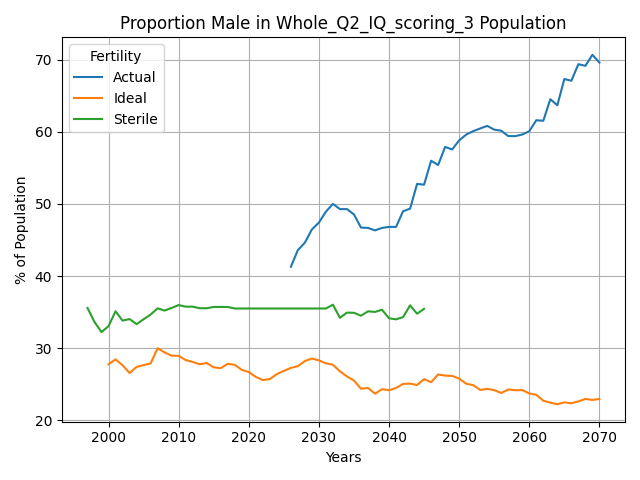 Proportion Male in Whole_Q2_IQ_scoring_3 Population
Fertility
Actual
Ideal
Sterile
% of Population
70
60
50
40
30
20
2000 2010 2020 2030 2040 2050 2060 2070
Years